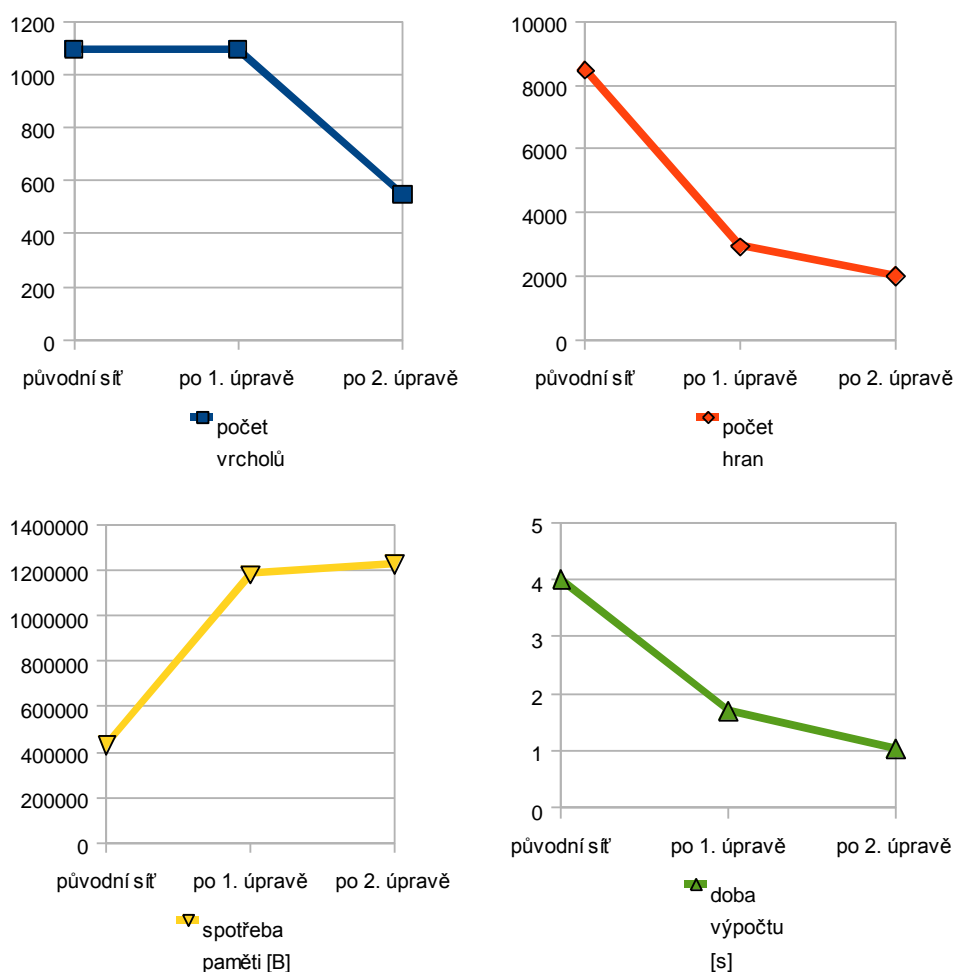 1200
1000
800
600
400
200
0
původní síť po 1. úpravě po 2. úpravě
počet
vrcholů
10000
8000
6000
4000
2000
0
původní síť po 1. úpravě po 2. úpravě
počet
hran
1400000
1200000
1000000
800000
600000
400000
200000
0
původní síť po 1. úpravě po 2. úpravě
spotřeba
paměti [B]
5
4
3
2
1
0
původní síť po 1. úpravě po 2. úpravě
doba
výpočtu
[s]